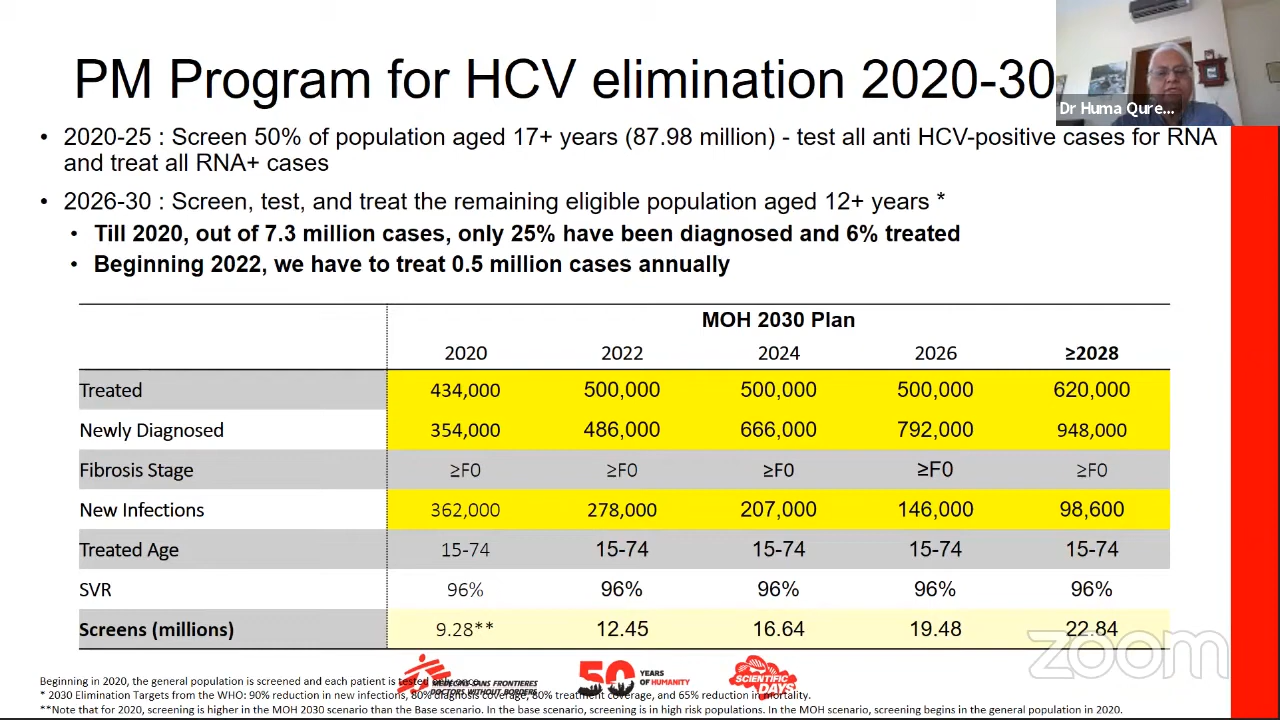 PM Program for HCV elimination 2020-30
Dr Huma Qure...
• 2020-25 : Screen 50% of population aged 17+ years (87.98 million) - test all anti HCV-positive cases for RNA
and treat all RNA+ cases
• 2026-30 : Screen, test, and treat the remaining eligible population aged 12+ years *
• Till 2020, out of 7.3 million cases, only 25% have been diagnosed and 6% treated
• Beginning 2022, we have to treat 0.5 million cases annually
MOH 2030 Plan
2020 2022 2024 2026 ≥2028
Treated 434,000 500,000 500,000 500,000 620,000
Newly Diagnosed 354,000 486,000 666,000 792,000 948,000
Fibrosis Stage ≥F0 ≥F0 ≥F0 ≥F0 ≥F0
New Infections 362,000 278,000 207,000 146,000 98,600
Treated Age 15-74 15-74 15-74 15-74 15-74
SVR 96% 96% 96% 96% 96%
Screens (millions) 9.28** 12.45 16.64 19.48 22.84
zoom
MEDECINS SANS FRONTIERES
DOCTORS WITHOUT BORDERS
50 YEARS
OF HUMANITY
SCIENTIFIC
DAYS
Beginning in 2020, the general population is screened and each patient is tested
* 2030 Elimination Targets from the WHO: 90% reduction in new infections, 80% diagnosis coverage, 80% treatment coverage, and 65% reduction in mortality.
**Note that for 2020, screening is higher in the MOH 2030 scenario than the Base scenario. In the base scenario, screening is in high risk populations. In the MOH scenario, screening begins in the general population in 2020.